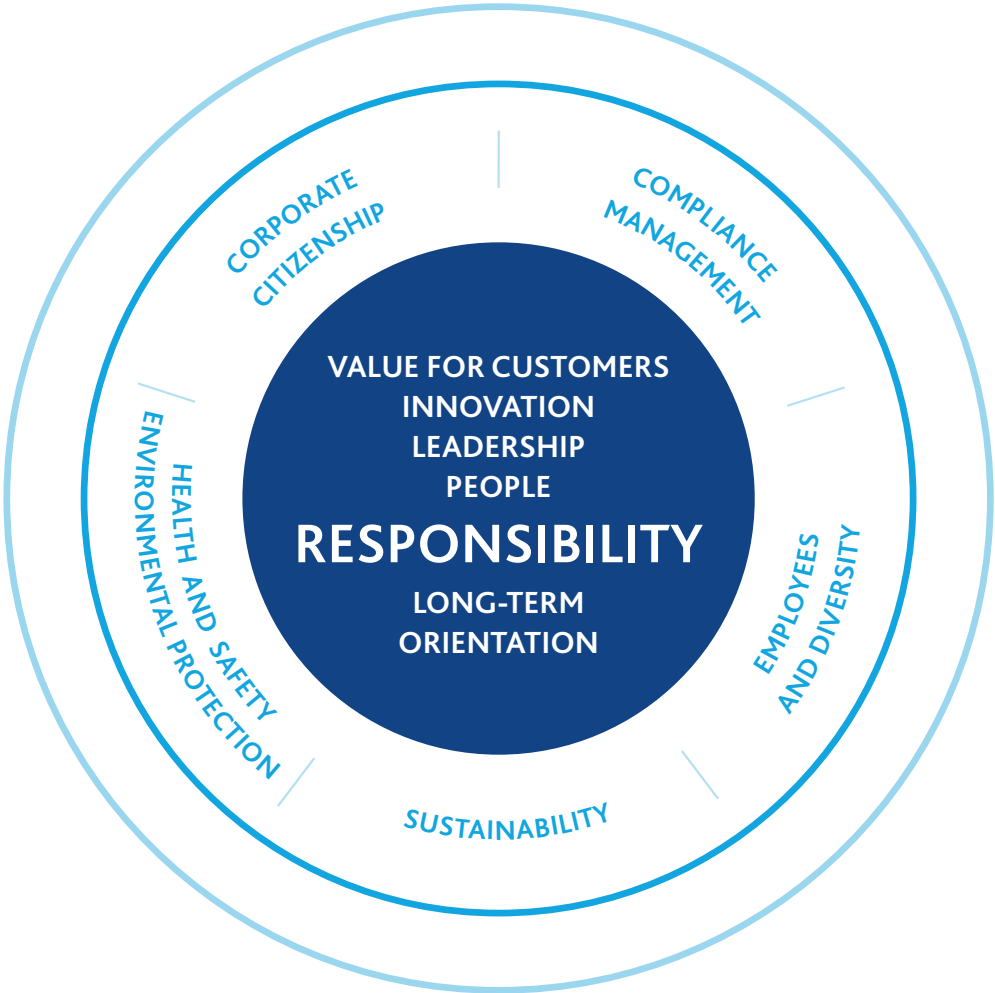 CORPORATE
CITIZENSHIP
COMPLIANCE
MANAGEMENT
VALUE FOR CUSTOMERS
INNOVATION
LEADERSHIP
PEOPLE
RESPONSIBILITY
LONG-TERM
ORIENTATION
HEALTH AND SAFETY
ENVIRONMENTAL PROTECTION
EMPLOYEES
AND DIVERSITY
SUSTAINABILITY